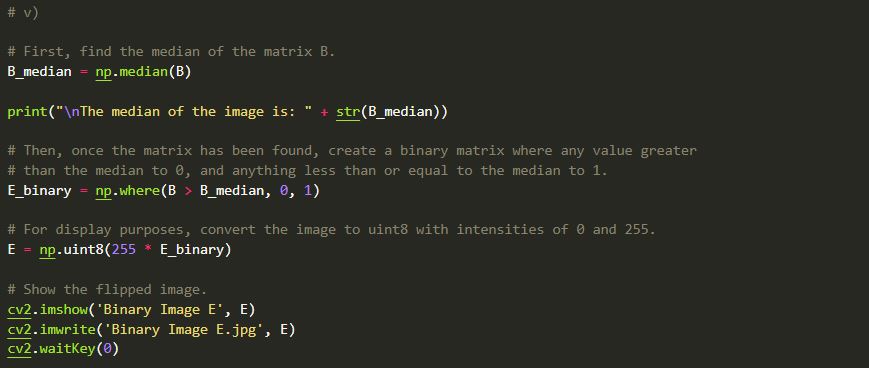 # v)
# First, find the median of the matrix B.
B_median = np.median(B)
print("\nThe median of the image is: " + str(B_median))
# Then, once the matrix has been found, create a binary matrix where any value greater
# than the median to 0, and anything less than or equal to the median to 1.
E_binary = np.where(B > B_median, 0, 1)
# For display purposes, convert the image to uint8 with intensities of 0 and 255.
E = np.uint8(255 * E_binary)
# Show the flipped image.
cv2.imshow('Binary Image E', E)
cv2.imwrite('Binary Image E.jpg', E)
cv2.waitKey(0)